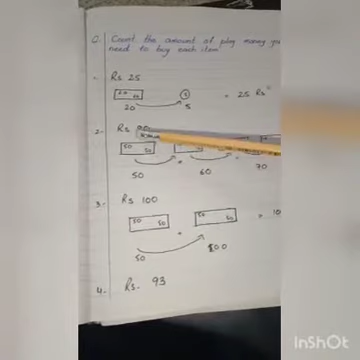 Q. Count the amount of play money you
need to buy each item.
1. Rs 25
20 5 = 25 Rs
2- Rs 90
50 50
50 60 70
3. Rs 100
50 50 50 50 = 10
50 100
4. Rs. 93
InShOt